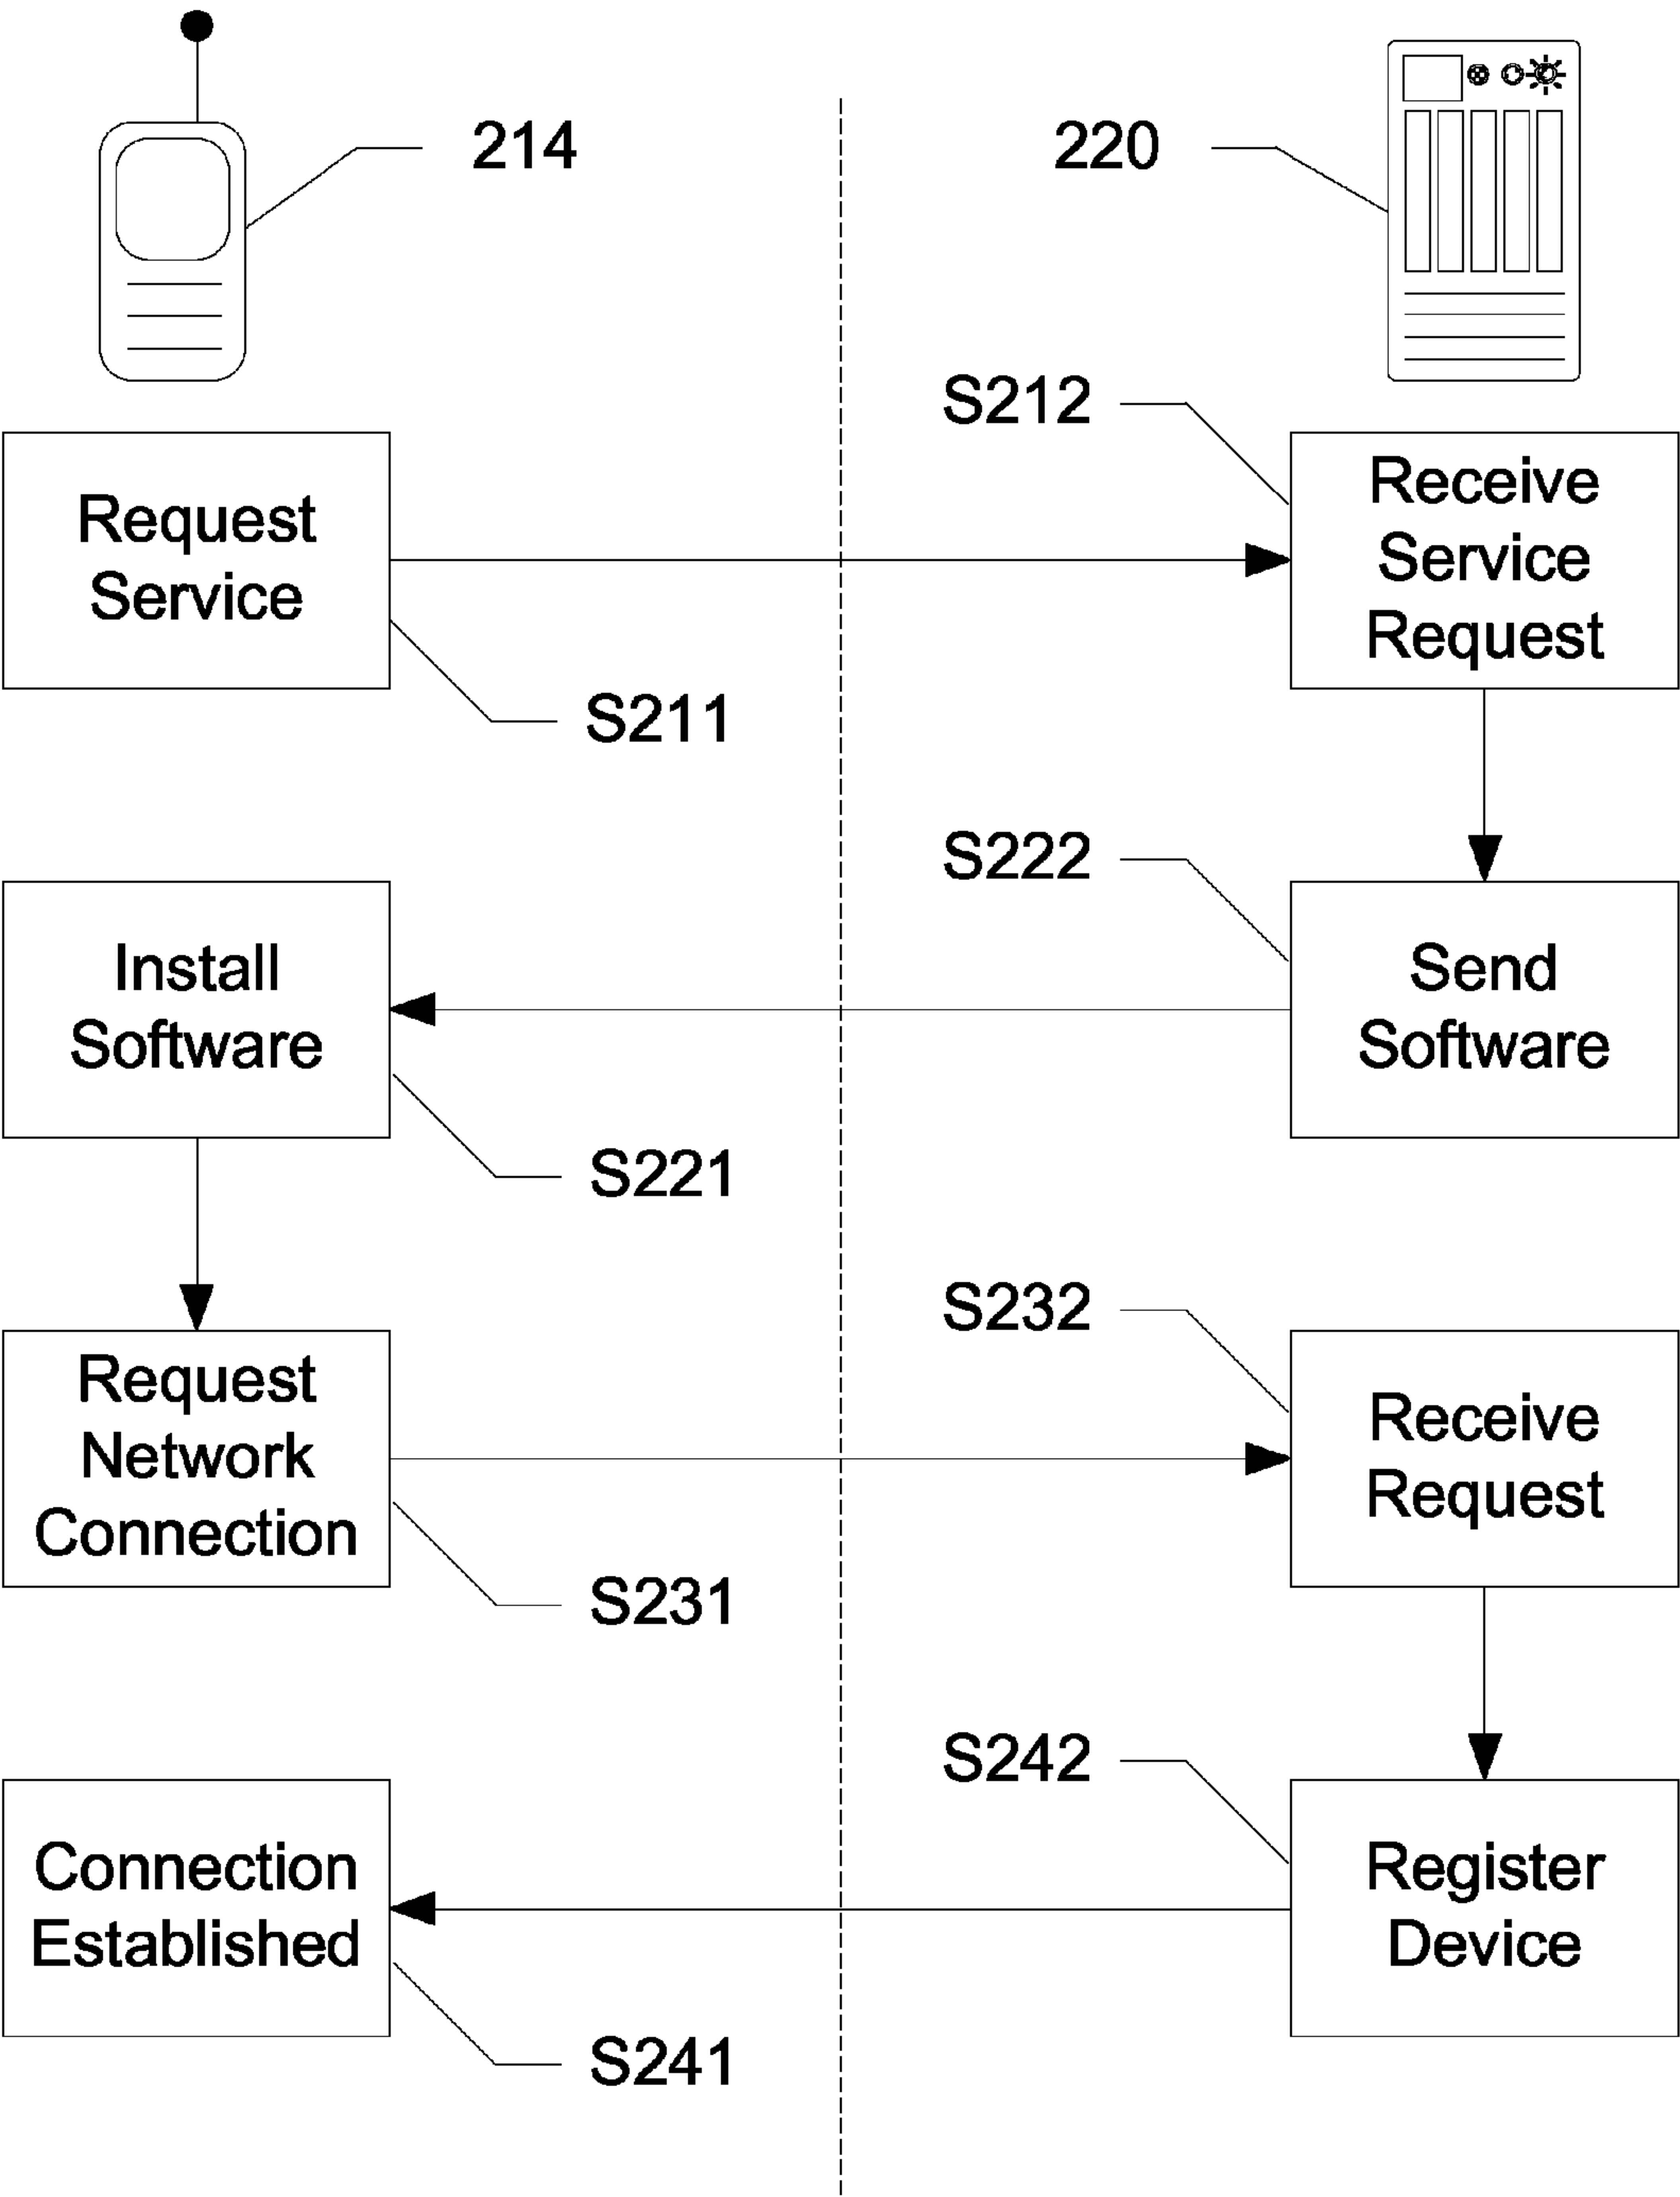 214
220
S212
Request
Service
Receive
Service
Request
S211
S222
Install
Software
Send
Software
S221
S232
Request
Network
Connection
Receive
Request
S231
S242
Connection
Established
Register
Device
S241